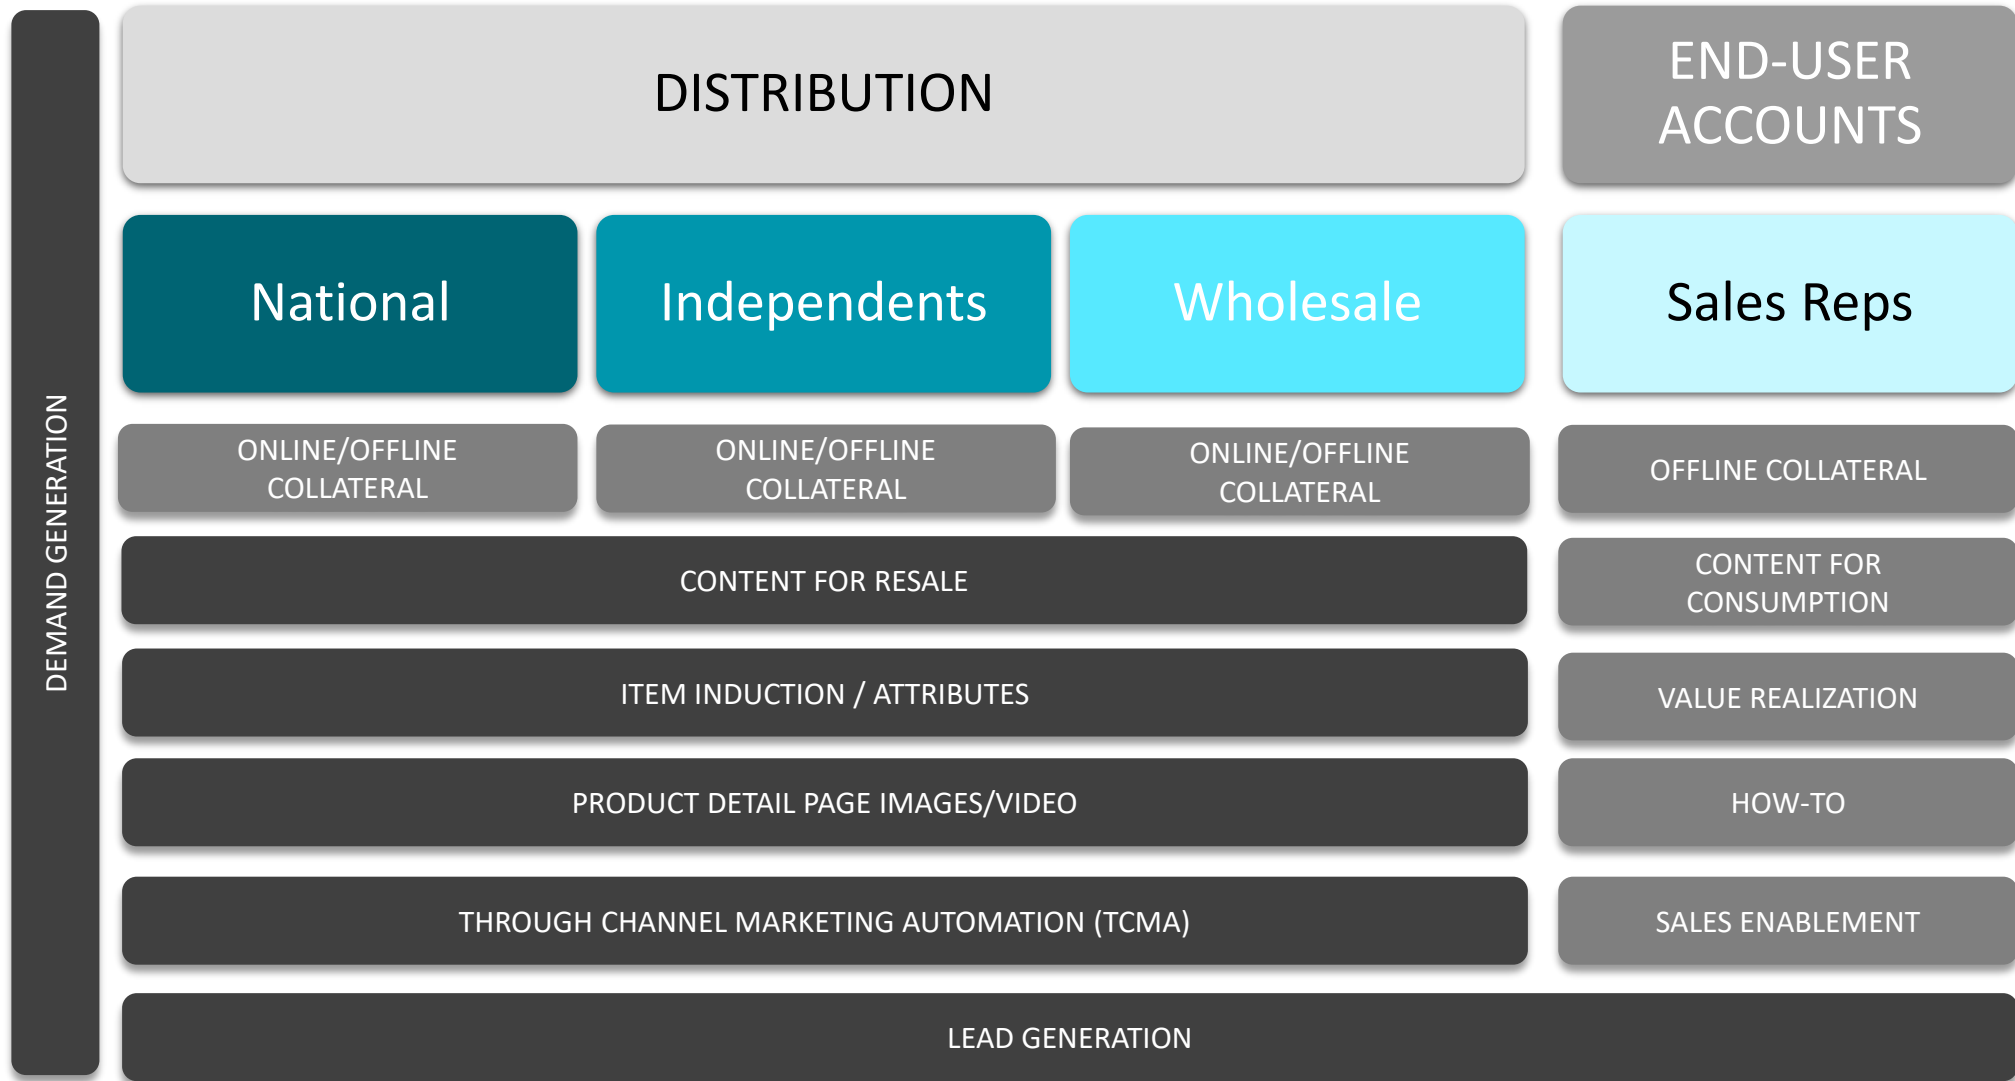 DEMAND GENERATION
DISTRIBUTION
END-USER
ACCOUNTS
National
Independents
Wholesale
Sales Reps
ONLINE/OFFLINE
COLLATERAL
ONLINE/OFFLINE
COLLATERAL
ONLINE/OFFLINE
COLLATERAL
OFFLINE COLLATERAL
CONTENT FOR RESALE
CONTENT FOR
CONSUMPTION
ITEM INDUCTION / ATTRIBUTES
VALUE REALIZATION
PRODUCT DETAIL PAGE IMAGES/VIDEO
HOW-TO
THROUGH CHANNEL MARKETING AUTOMATION (TCMA)
SALES ENABLEMENT
LEAD GENERATION